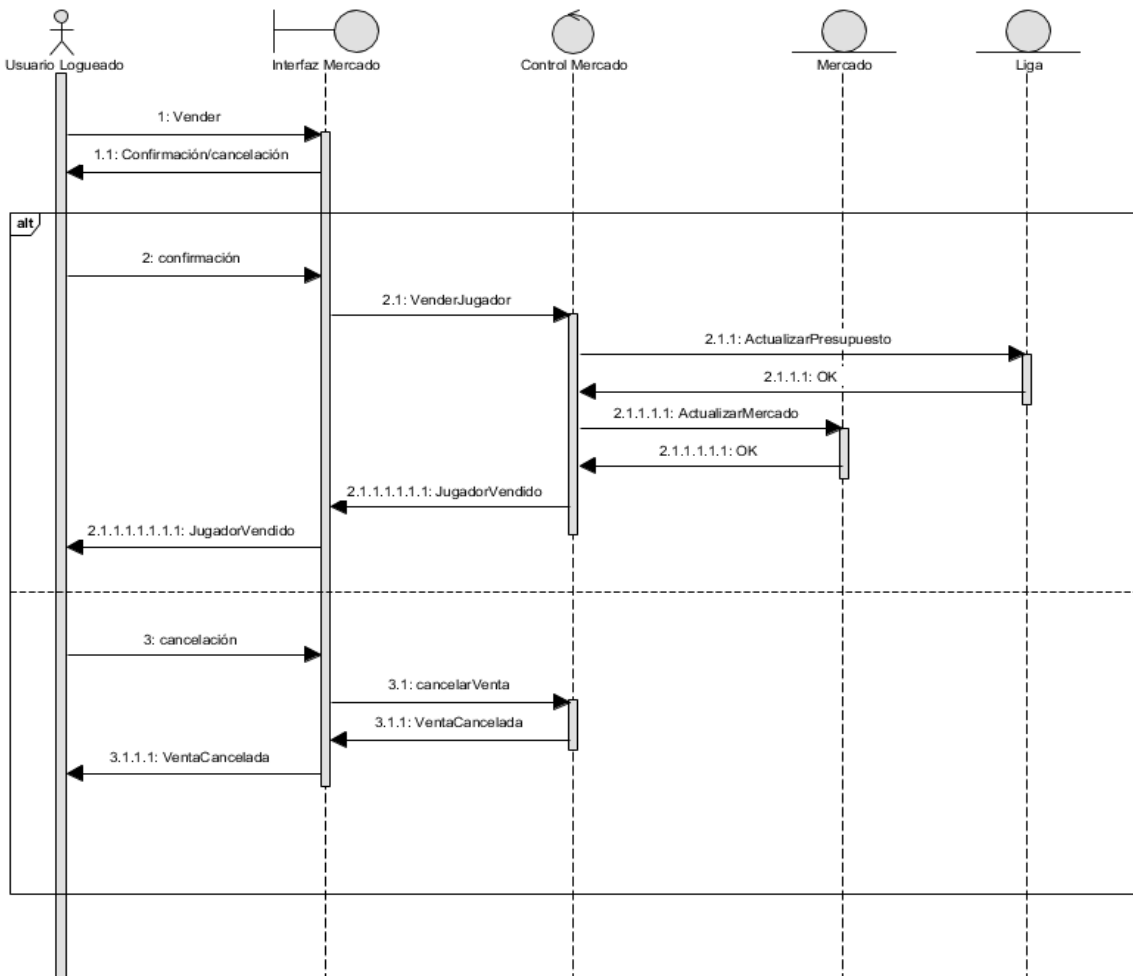 Usuario Logueado
Interfaz Mercado
Control Mercado
Mercado
Liga
1: Vender
1.1: Confirmación/cancelación
alt
2: confirmación
2.1: VenderJugador
2.1.1: ActualizarPresupuesto
2.1.1.1: OK
2.1.1.1.1: ActualizarMercado
2.1.1.1.1.1: OK
2.1.1.1.1.1.1: JugadorVendido
2.1.1.1.1.1.1.1: JugadorVendido
3: cancelación
3.1: cancelarVenta
3.1.1: VentaCancelada
3.1.1.1: VentaCancelada